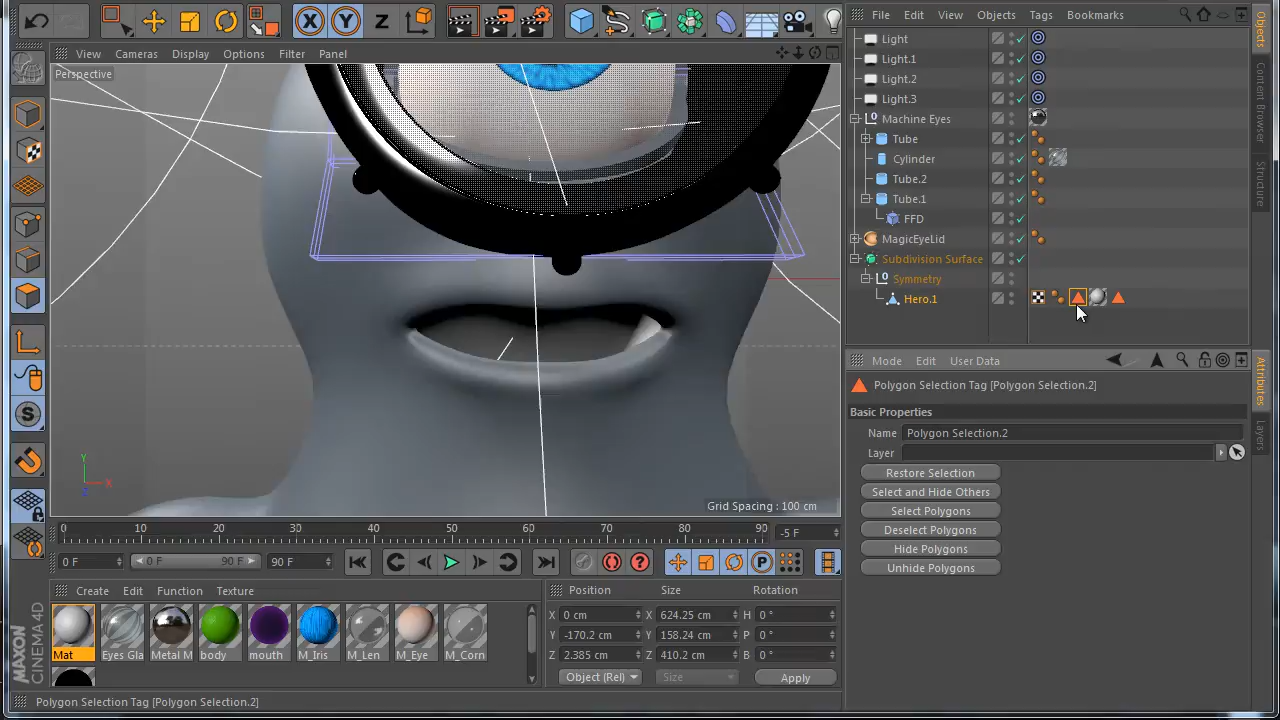 File Edit View Objects Tags Bookmarks
X Y Z
View Cameras Display Options Filter Panel
Perspective
Light
Light.1
Light.2
Light.3
Machine Eyes
Tube
Cylinder
Tube.2
Tube.1
FFD
MagicEyeLid
Subdivision Surface
Symmetry
Hero.1
Objects
Content Browser
Structure
Mode Edit User Data
Polygon Selection Tag [Polygon Selection.2]
Basic Properties
Name Polygon Selection.2
Layer
Restore Selection
Select and Hide Others
Select Polygons
Deselect Polygons
Hide Polygons
Unhide Polygons
Attributes
Layers
Y
X
Z
Grid Spacing : 100 cm
0 10 20 30 40 50 60 70 80 90 -5 F
0 F 0 F 90 F 90 F
Create Edit Function Texture
Mat Eyes Gla Metal M body mouth M_Iris M_Len M_Eye M_Corn
Position Size Rotation
X 0 cm X 624.25 cm H 0 °
Y -170.2 cm Y 158.24 cm P 0 °
Z 2.385 cm Z 410.2 cm B 0 °
Object (Rel) Size Apply
MAXON CINEMA 4D
Polygon Selection Tag [Polygon Selection.2]